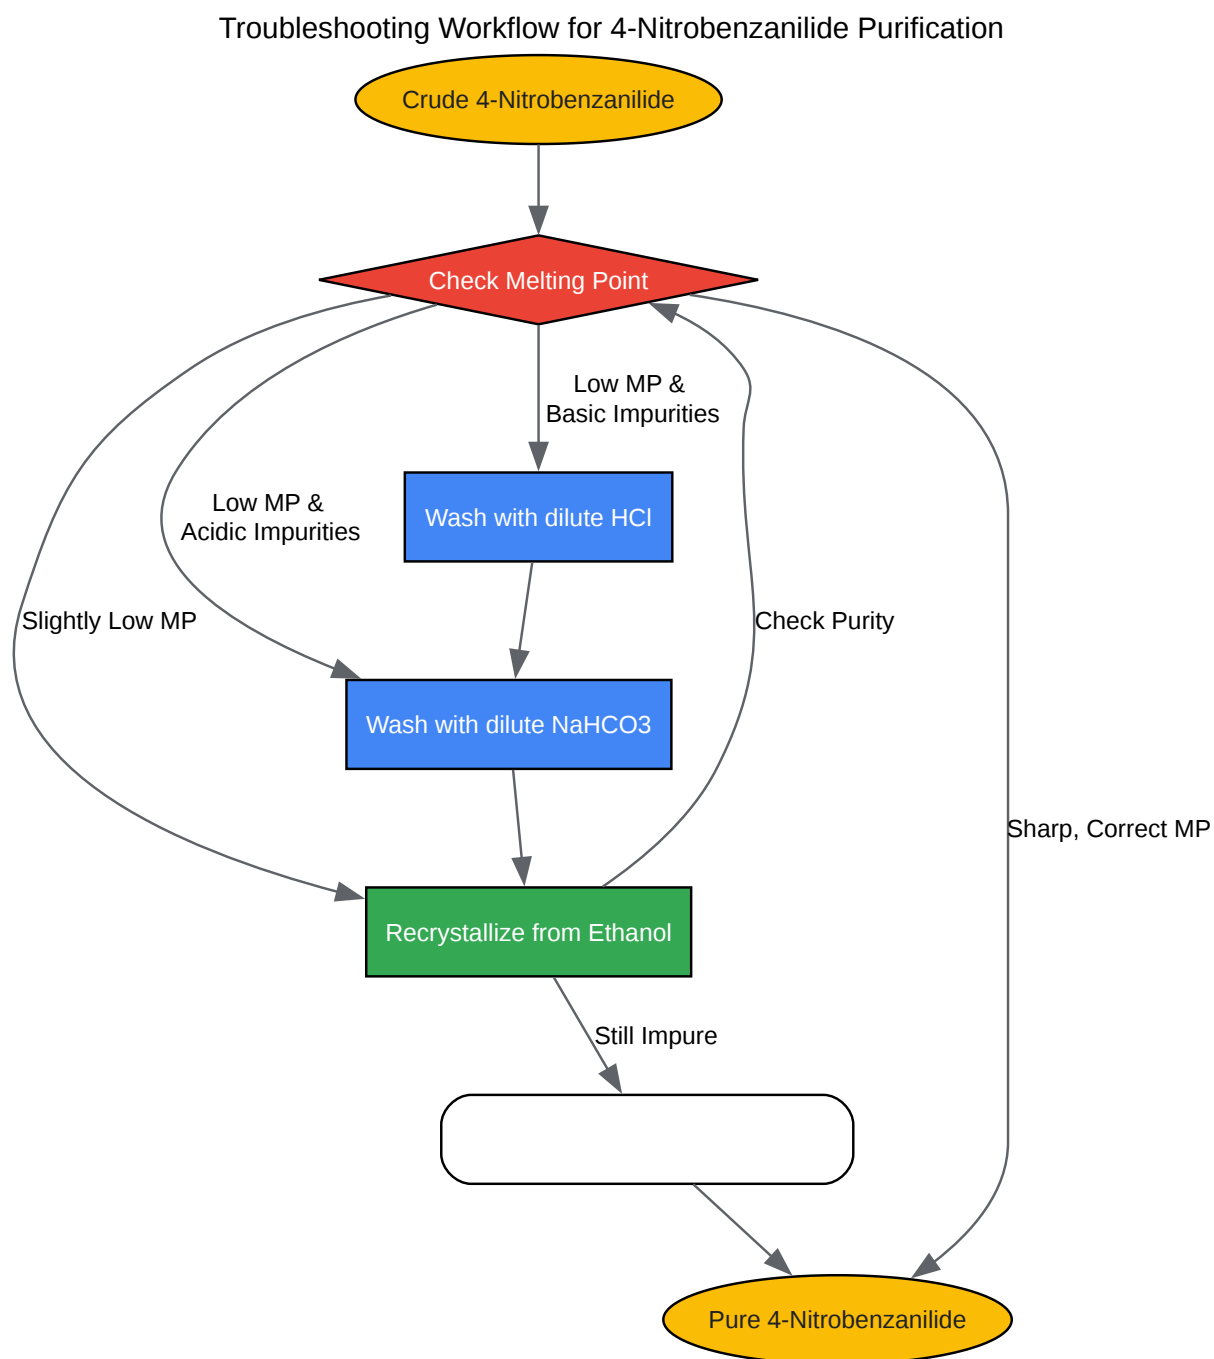 Troubleshooting Workflow for 4-Nitrobenzanilide Purification
Crude 4-Nitrobenzanilide
Check Melting Point
Low MP &
Basic Impurities
Low MP &
Acidic Impurities
Wash with dilute HCl
Slightly Low MP
Check Purity
Wash with dilute NaHCO3
Sharp, Correct MP
Recrystallize from Ethanol
Still Impure
Pure 4-Nitrobenzanilide